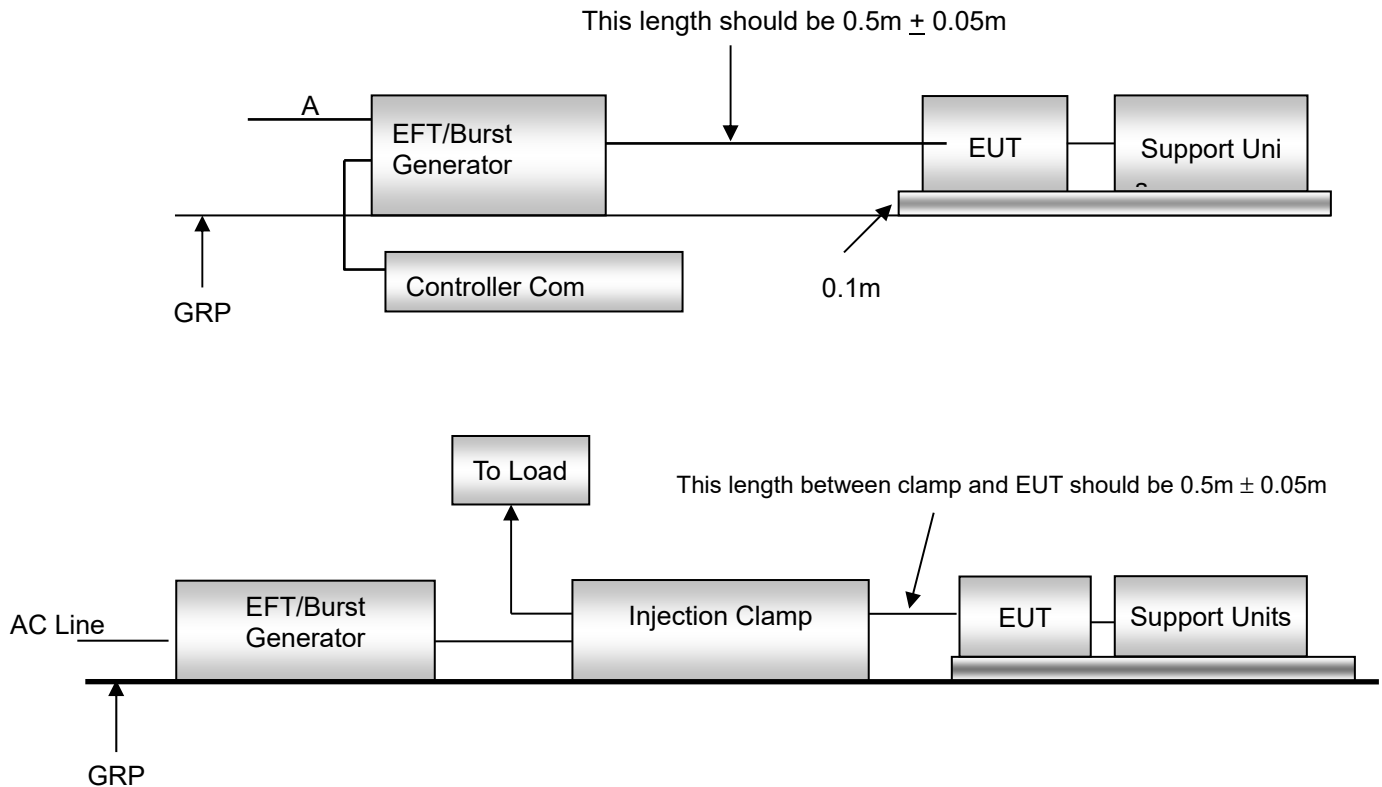 This length should be 0.5m ± 0.05m
A
EFT/Burst
Generator
EUT
Support Uni
Controller Com
0.1m
GRP
To Load
This length between clamp and EUT should be 0.5m ± 0.05m
AC Line
EFT/Burst
Generator
Injection Clamp
EUT
Support Units
GRP